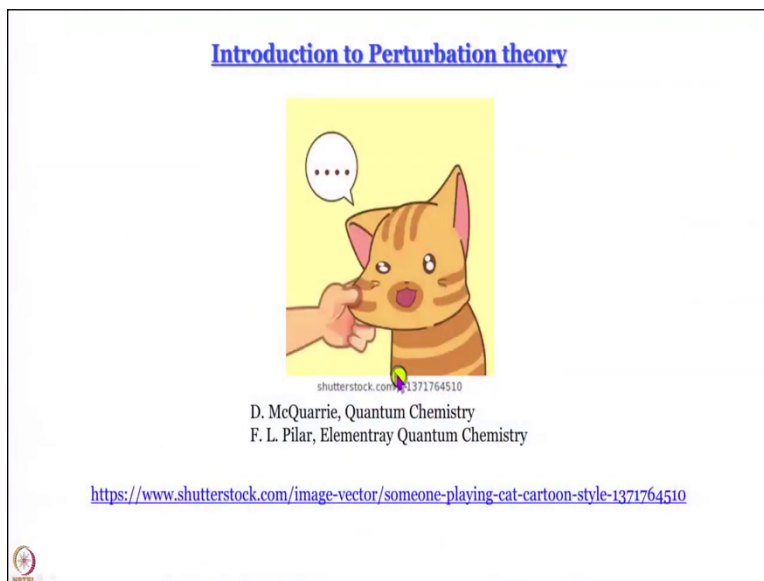 Introduction to Perturbation theory
....
shutterstock.com 1371764510
D. McQuarrie, Quantum Chemistry
F. L. Pilar, Elementray Quantum Chemistry
https://www.shutterstock.com/image-vector/someone-playing-cat-cartoon-style-1371764510
NPTEL